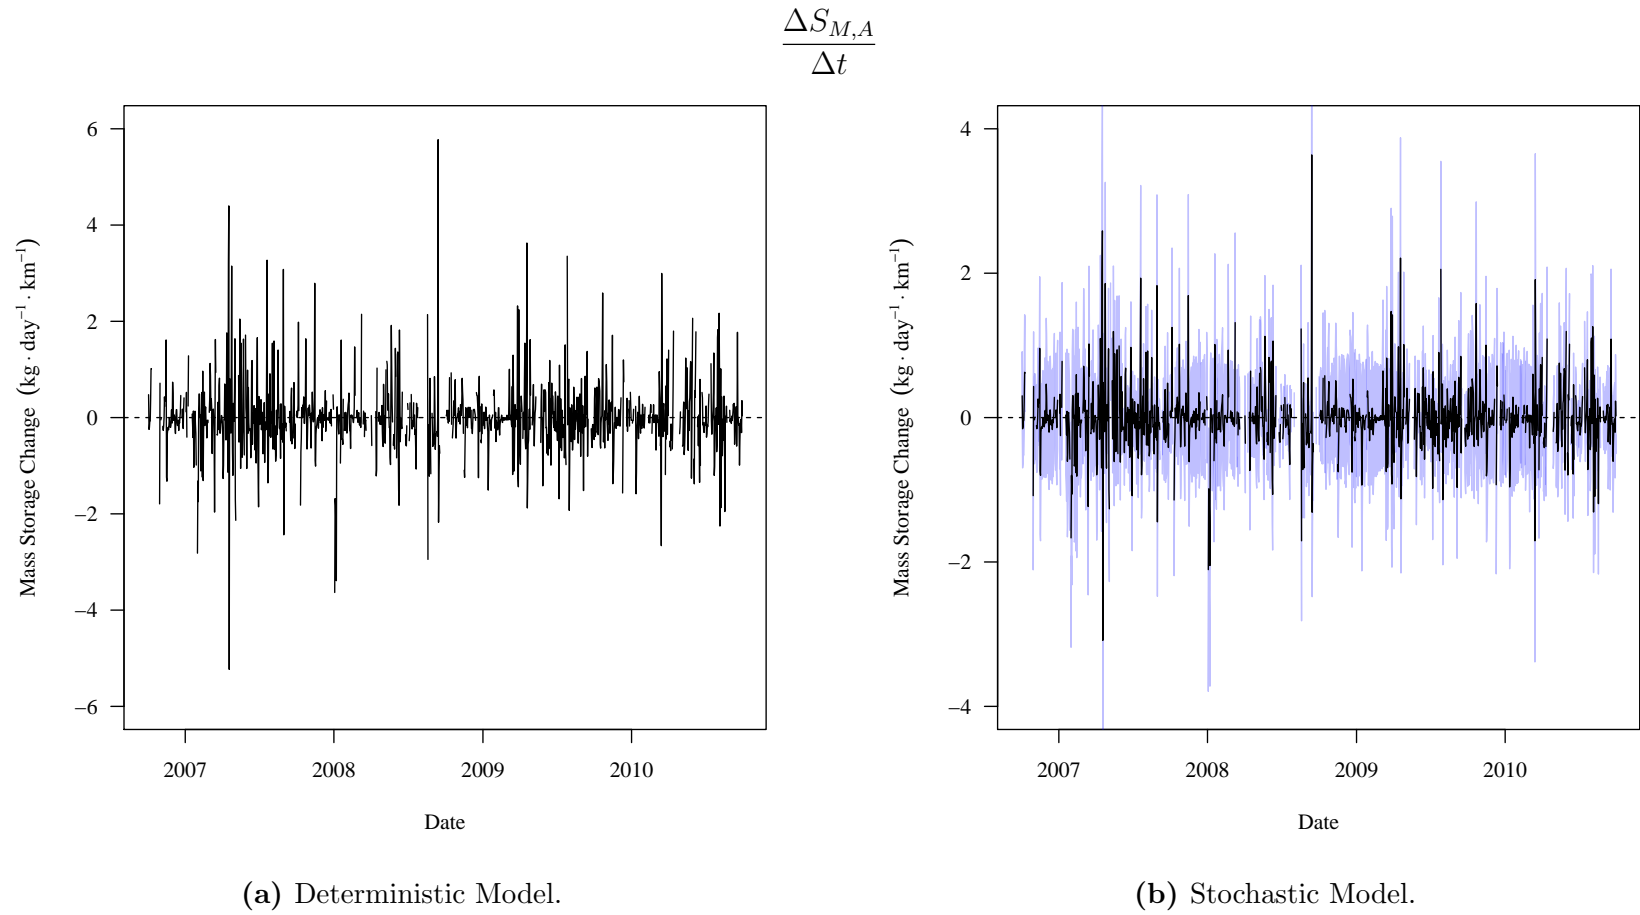 ΔS_{M,A}
Δt
6
4
2
0
−2
−4
−6
Mass Storage Change (kg · day⁻¹ · km⁻¹)
2007 2008 2009 2010
Date
(a) Deterministic Model.
4
2
0
−2
−4
Mass Storage Change (kg · day⁻¹ · km⁻¹)
2007 2008 2009 2010
Date
(b) Stochastic Model.